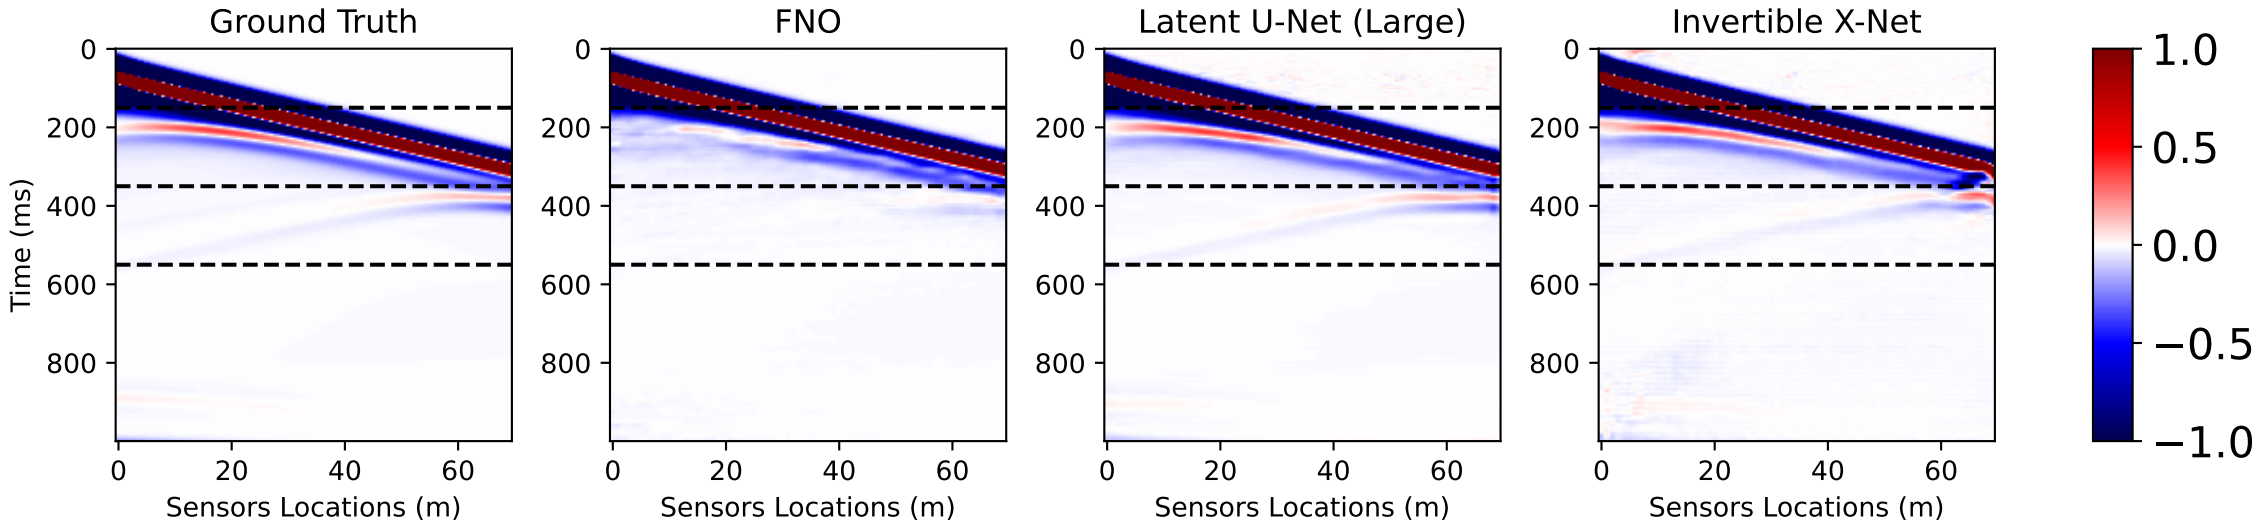 Ground Truth
FNO
Latent U-Net (Large)
Invertible X-Net
Time (ms)
0
200
400
600
800
0 20 40 60
Sensors Locations (m)
0
200
400
600
800
0 20 40 60
Sensors Locations (m)
0
200
400
600
800
0 20 40 60
Sensors Locations (m)
0
200
400
600
800
0 20 40 60
Sensors Locations (m)
1.0
0.5
0.0
−0.5
−1.0